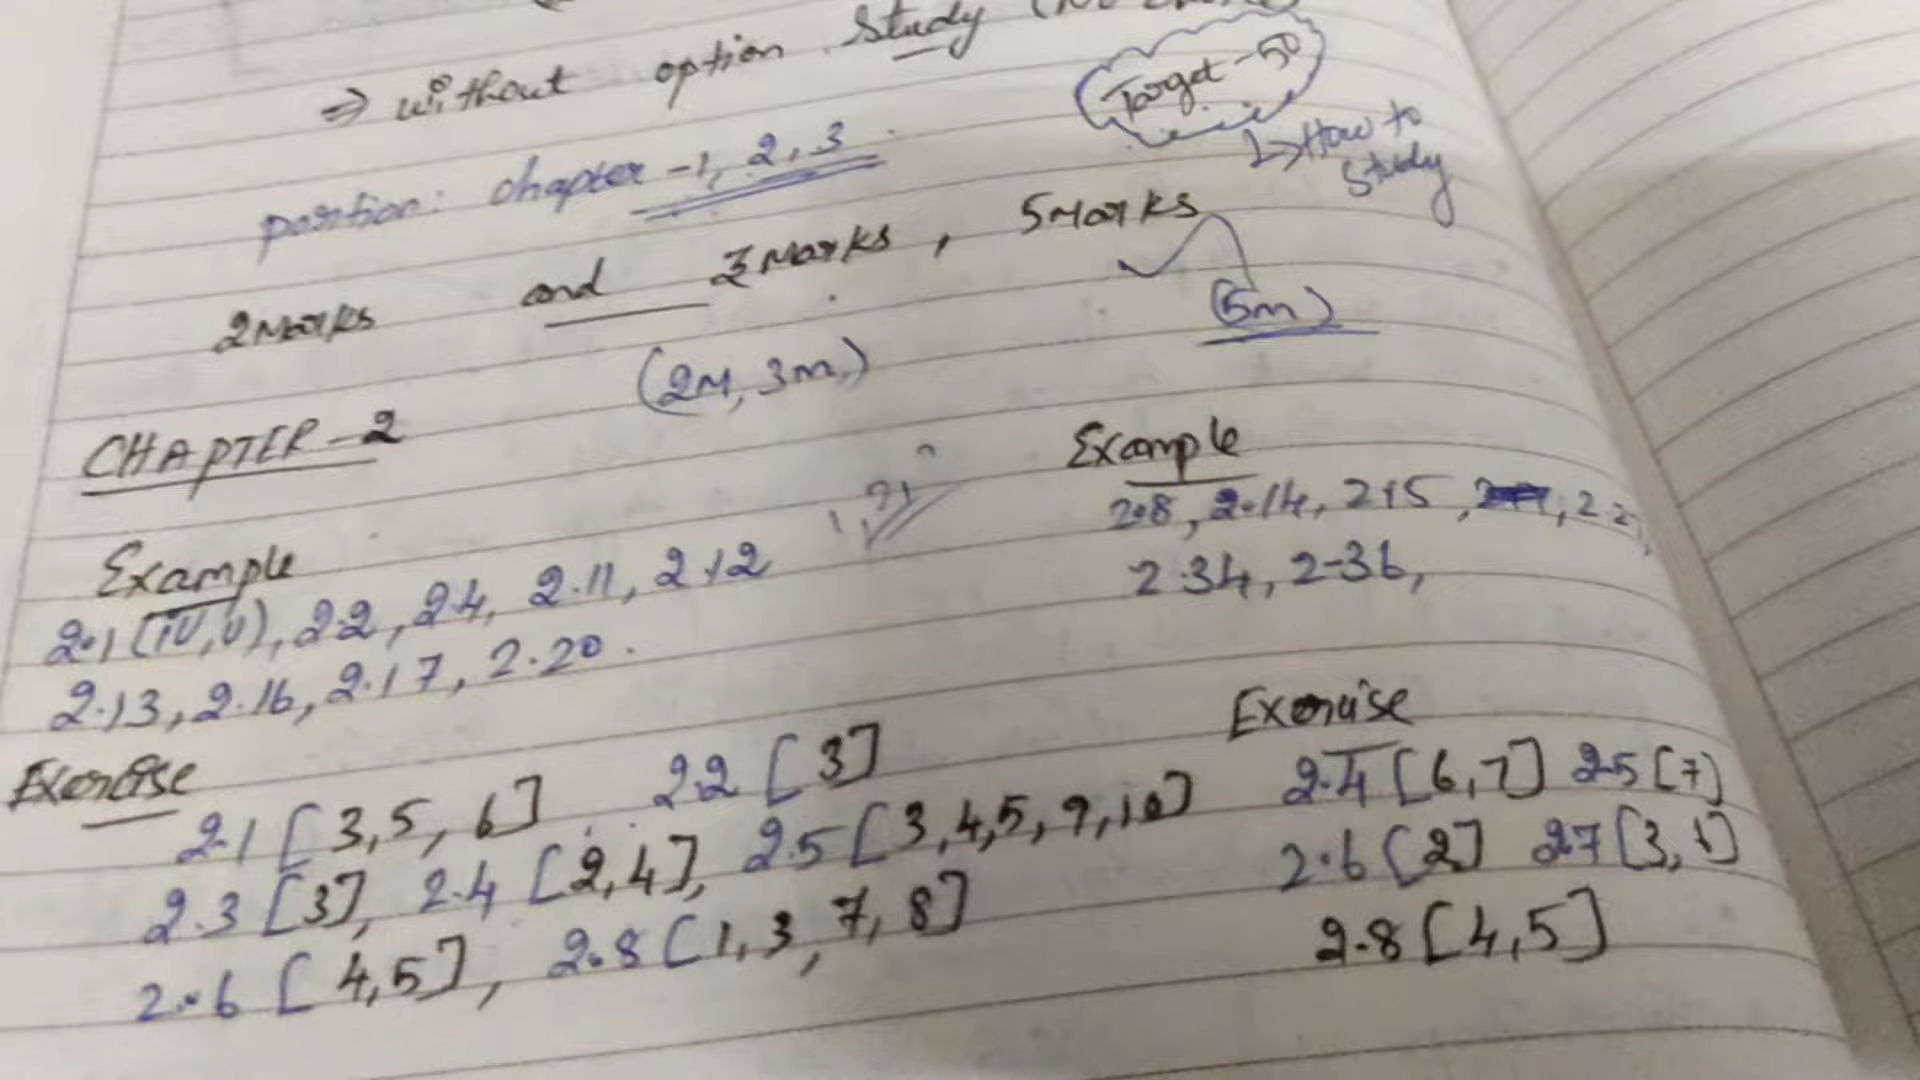 ⇒ without option Study
Target - 50
↳ How to
Study
portion: chapter -1, 2, 3
2 Marks and 3 Marks, 5 Marks
(5m)
(2M, 3m)
CHAPTER-2
Example
2.1 (iv, v), 2.2, 2.4, 2.11, 2.12
2.13, 2.16, 2.17, 2.20.
Example
2.8, 2.14, 2.15,
2.34, 2.36,
Exercise
2.1 [3, 5, 6] 2.2 [3]
2.3 [3], 2.4 [2, 4], 2.5 [3, 4, 5, 9, 10]
2.6 [4, 5], 2.8 [1, 3, 7, 8]
Exercise
2.4 [6, 7] 2.5 [7]
2.6 [2] 2.7 [3,
2.8 [4, 5]